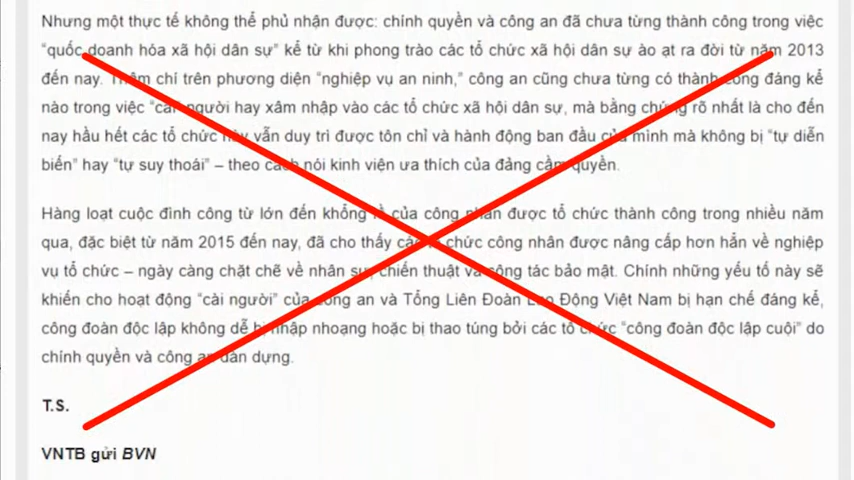 Nhưng một thực tế không thể phủ nhận được: chính quyền và công an đã chưa từng thành công trong việc
“quốc doanh hóa xã hội dân sự” kể từ khi phong trào các tổ chức xã hội dân sự ào ạt ra đời từ năm 2013
đến nay. Thậm chí trên phương diện “nghiệp vụ an ninh,” công an cũng chưa từng có thành công đáng kể
nào trong việc “cài người hay xâm nhập vào các tổ chức xã hội dân sự, mà bằng chứng rõ nhất là cho đến
nay hầu hết các tổ chức này vẫn duy trì được tôn chỉ và hành động ban đầu của mình mà không bị “tự diễn
biến” hay “tự suy thoái” – theo cách nói kinh viện ưa thích của đảng cầm quyền.
Hàng loạt cuộc đình công từ lớn đến khổng lồ của công nhân được tổ chức thành công trong nhiều năm
qua, đặc biệt từ năm 2015 đến nay, đã cho thấy các tổ chức công nhân được nâng cấp hơn hẳn về nghiệp
vụ tổ chức – ngày càng chặt chẽ về nhân sự, chiến thuật và công tác bảo mật. Chính những yếu tố này sẽ
khiến cho hoạt động “cài người” của công an và Tổng Liên Đoàn Lao Động Việt Nam bị hạn chế đáng kể,
công đoàn độc lập không dễ bị nhập nhoạng hoặc bị thao túng bởi các tổ chức “công đoàn độc lập cuội” do
chính quyền và công an dàn dựng.
T.S.
VNTB gửi BVN